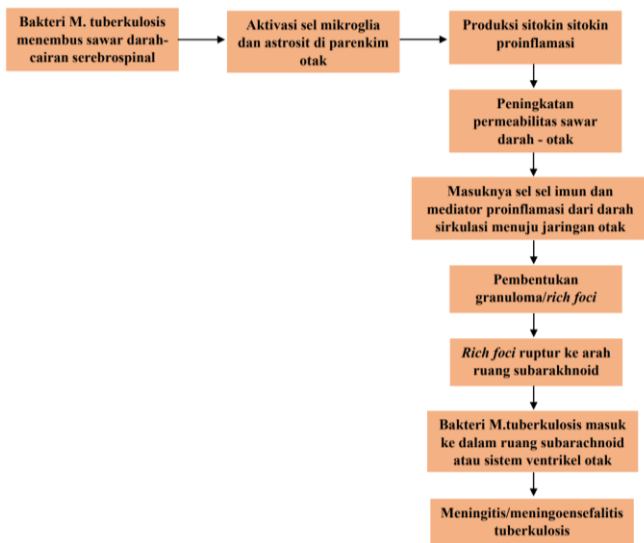 Bakteri M. tuberkulosis
menembus sawar darah-
cairan serebrospinal
Aktivasi sel mikroglia
dan astrosit di parenkim
otak
Produksi sitokin sitokin
proinflamasi
Peningkatan
permeabilitas sawar
darah - otak
Masuknya sel sel imun dan
mediator proinflamasi dari darah
sirkulasi menuju jaringan otak
Pembentukan
granuloma/rich foci
Rich foci ruptur ke arah
ruang subarakhnoid
Bakteri M.tuberkulosis masuk
ke dalam ruang subarachnoid
atau sistem ventrikel otak
Meningitis/meningoensefalitis
tuberkulosis